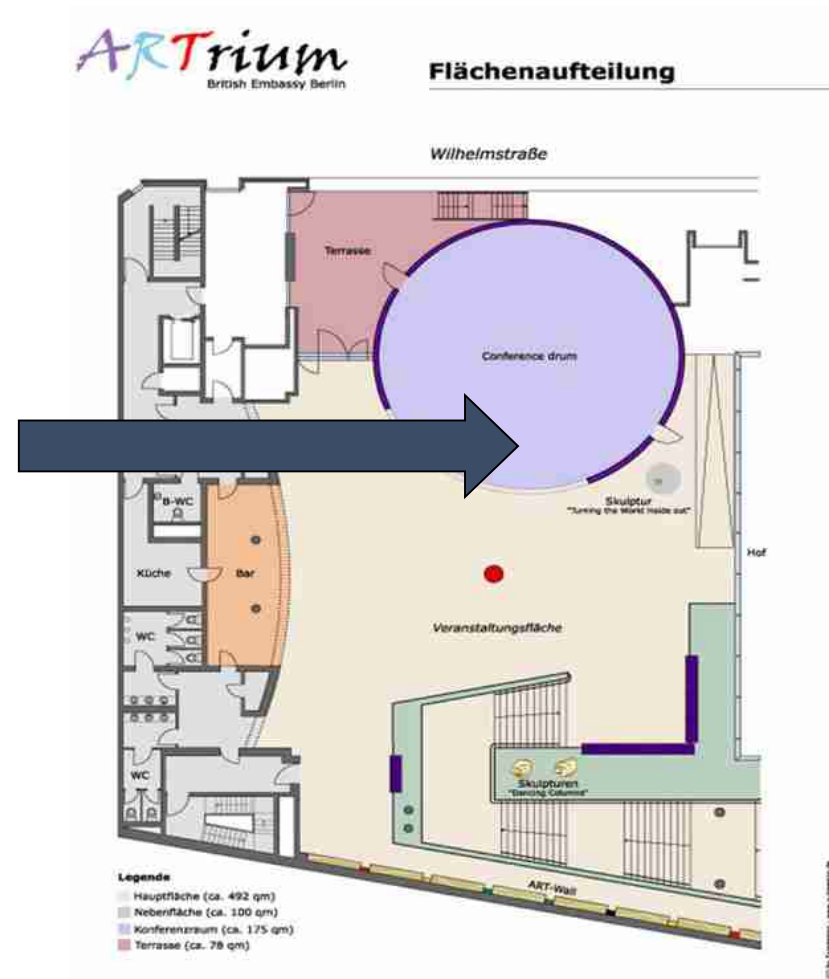 ARTrium
British Embassy Berlin
Flächenaufteilung
Wilhelmstraße
Terrasse
Conference drum
B-WC
Skulptur
"Turning the World inside out"
Hof
Küche
Bar
WC
Veranstaltungsfläche
WC
Skulpturen
"Dancing Columns"
ART-Wall
Legende
Hauptfläche (ca. 492 qm)
Nebenfläche (ca. 100 qm)
Konferenzraum (ca. 175 qm)
Terrasse (ca. 78 qm)